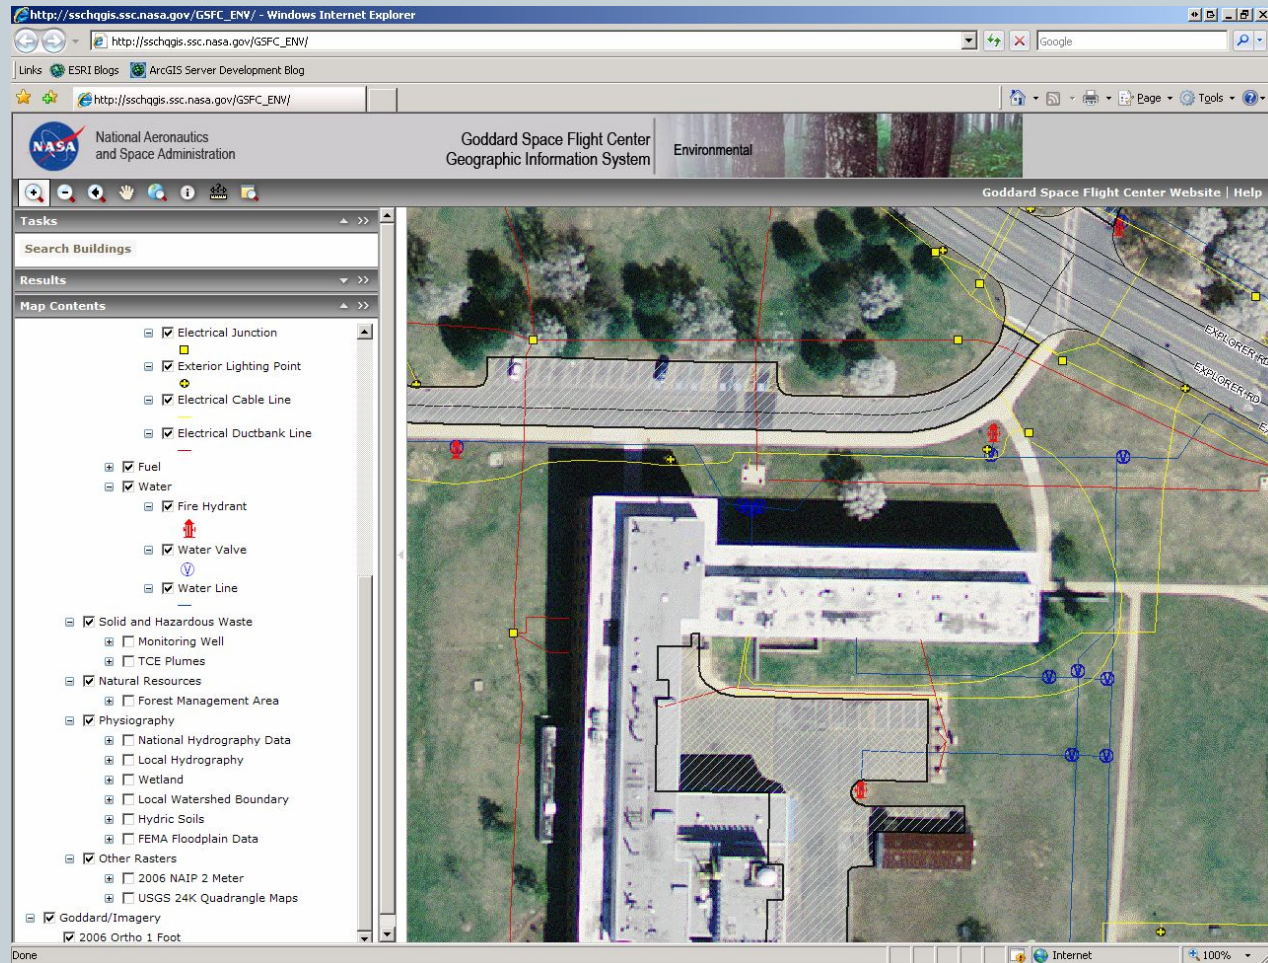 http://sschqgis.ssc.nasa.gov/GSFC_ENV/ - Windows Internet Explorer
http://sschqgis.ssc.nasa.gov/GSFC_ENV/
Google
Links ESRI Blogs ArcGIS Server Development Blog
http://sschqgis.ssc.nasa.gov/GSFC_ENV/
Page Tools
NASA
National Aeronautics
and Space Administration
Goddard Space Flight Center
Geographic Information System
Environmental
Goddard Space Flight Center Website | Help
Tasks
Search Buildings
Results
Map Contents
Electrical Junction
Exterior Lighting Point
Electrical Cable Line
Electrical Ductbank Line
Fuel
Water
Fire Hydrant
Water Valve
V
Water Line
Solid and Hazardous Waste
Monitoring Well
TCE Plumes
Natural Resources
Forest Management Area
Physiography
National Hydrography Data
Local Hydrography
Wetland
Local Watershed Boundary
Hydric Soils
FEMA Floodplain Data
Other Rasters
2006 NAIP 2 Meter
USGS 24K Quadrangle Maps
Goddard/Imagery
2006 Ortho 1 Foot
EXPLORER RD
EXPLORER RD
V
V
V
V
V
V
Done
Internet
100%